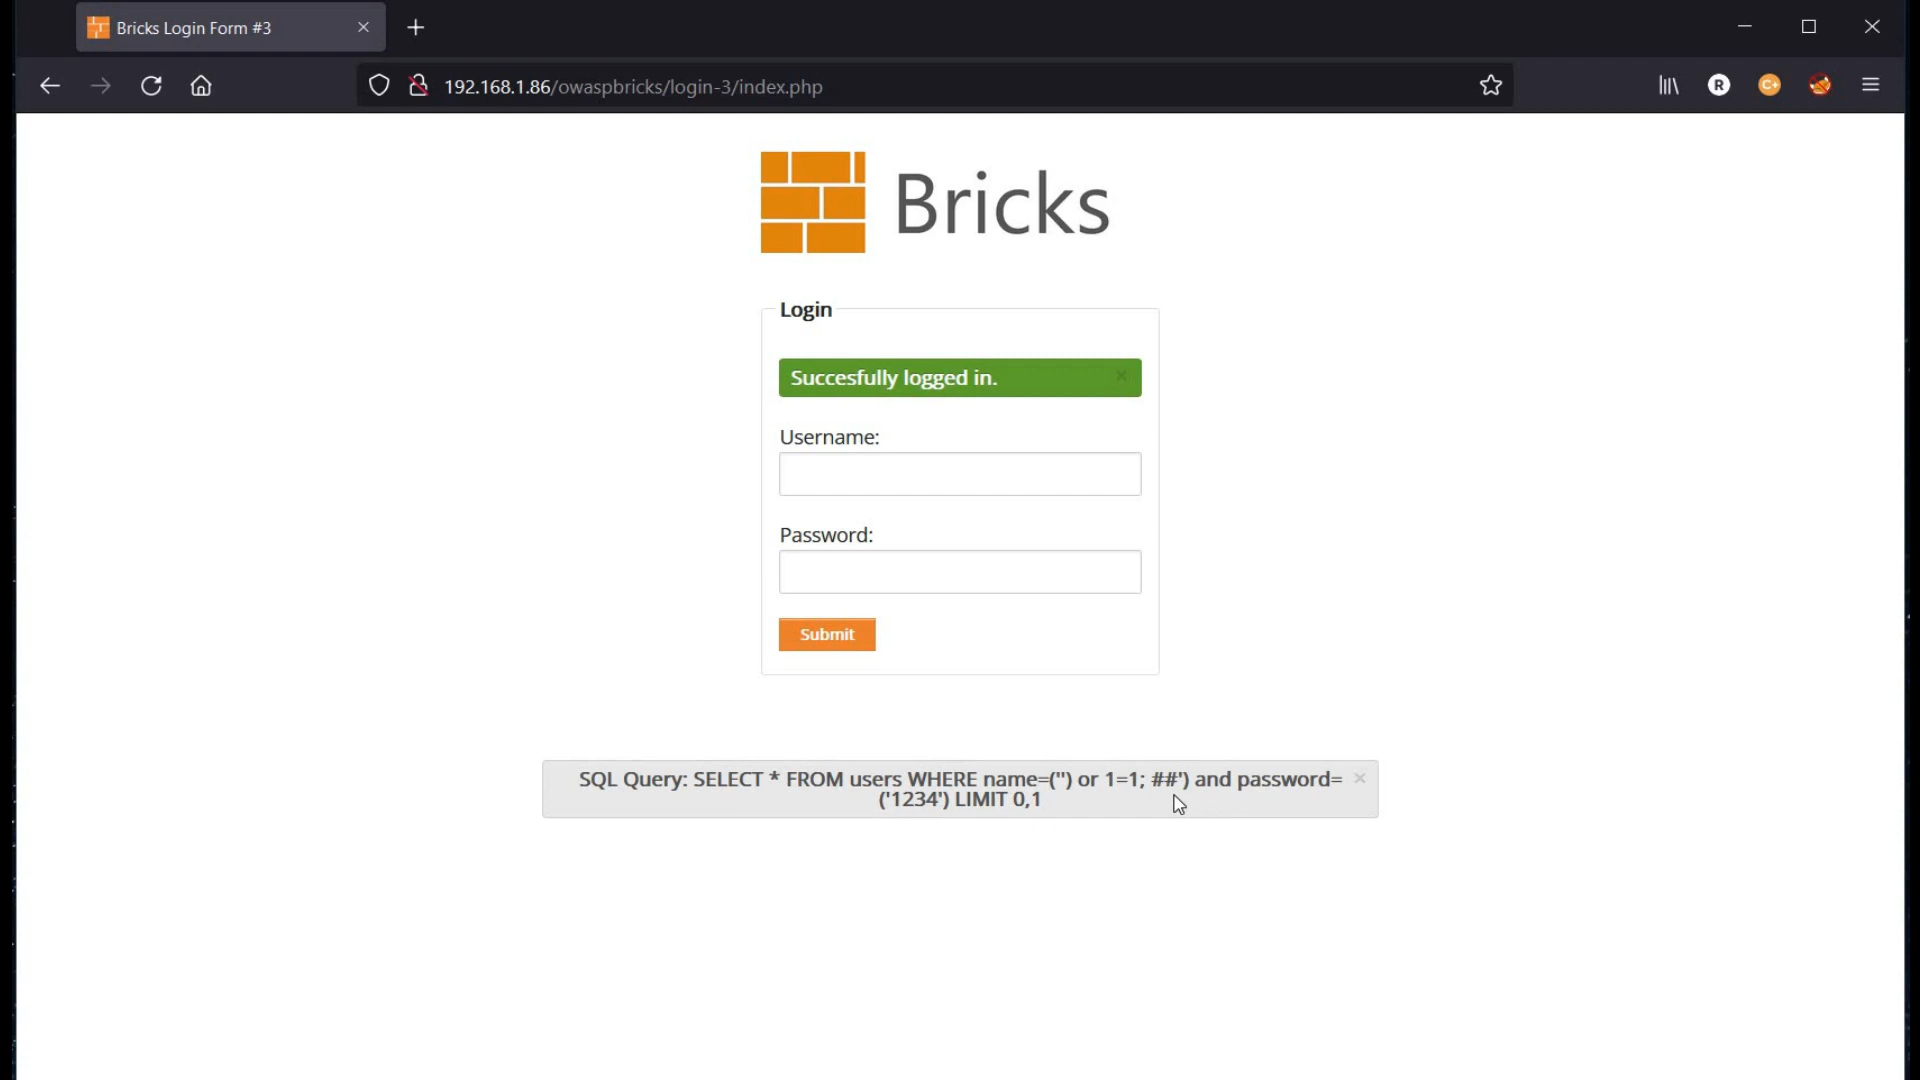 Bricks Login Form #3
192.168.1.86/owaspbricks/login-3/index.php
R
C+
Bricks
Login
Succesfully logged in.
Username:
Password:
Submit
SQL Query: SELECT * FROM users WHERE name=('') or 1=1; ##') and password=
('1234') LIMIT 0,1